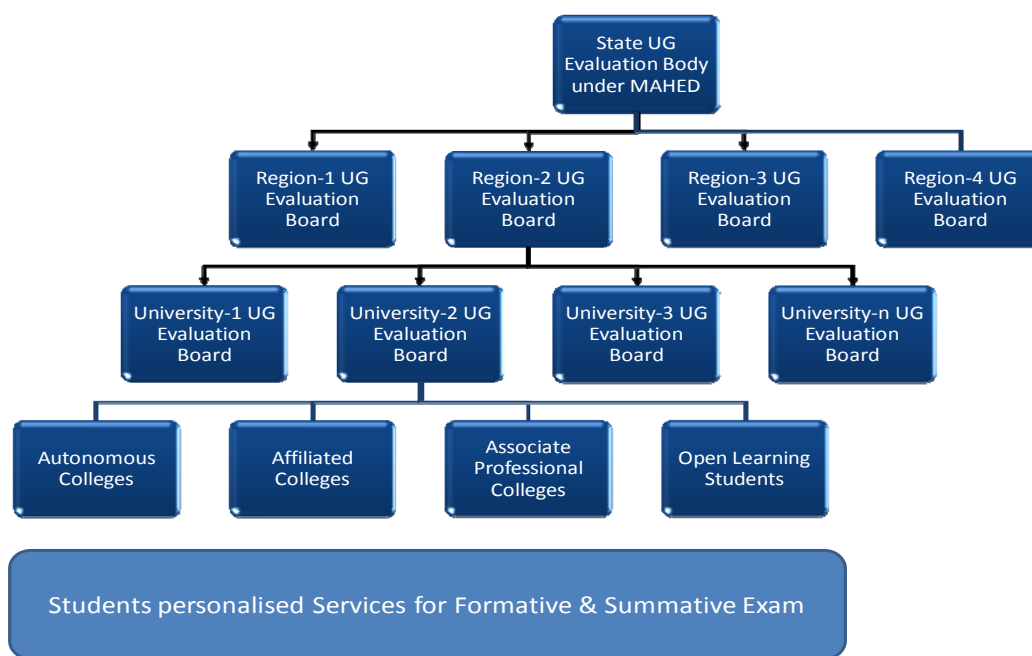 State UG
Evaluation Body
under MAHED
Region-1 UG
Evaluation
Board
Region-2 UG
Evaluation
Board
Region-3 UG
Evaluation
Board
Region-4 UG
Evaluation
Board
University-1 UG
Evaluation
Board
University-2 UG
Evaluation
Board
University-3 UG
Evaluation
Board
University-n UG
Evaluation
Board
Autonomous
Colleges
Affiliated
Colleges
Associate
Professional
Colleges
Open Learning
Students
Students personalised Services for Formative & Summative Exam